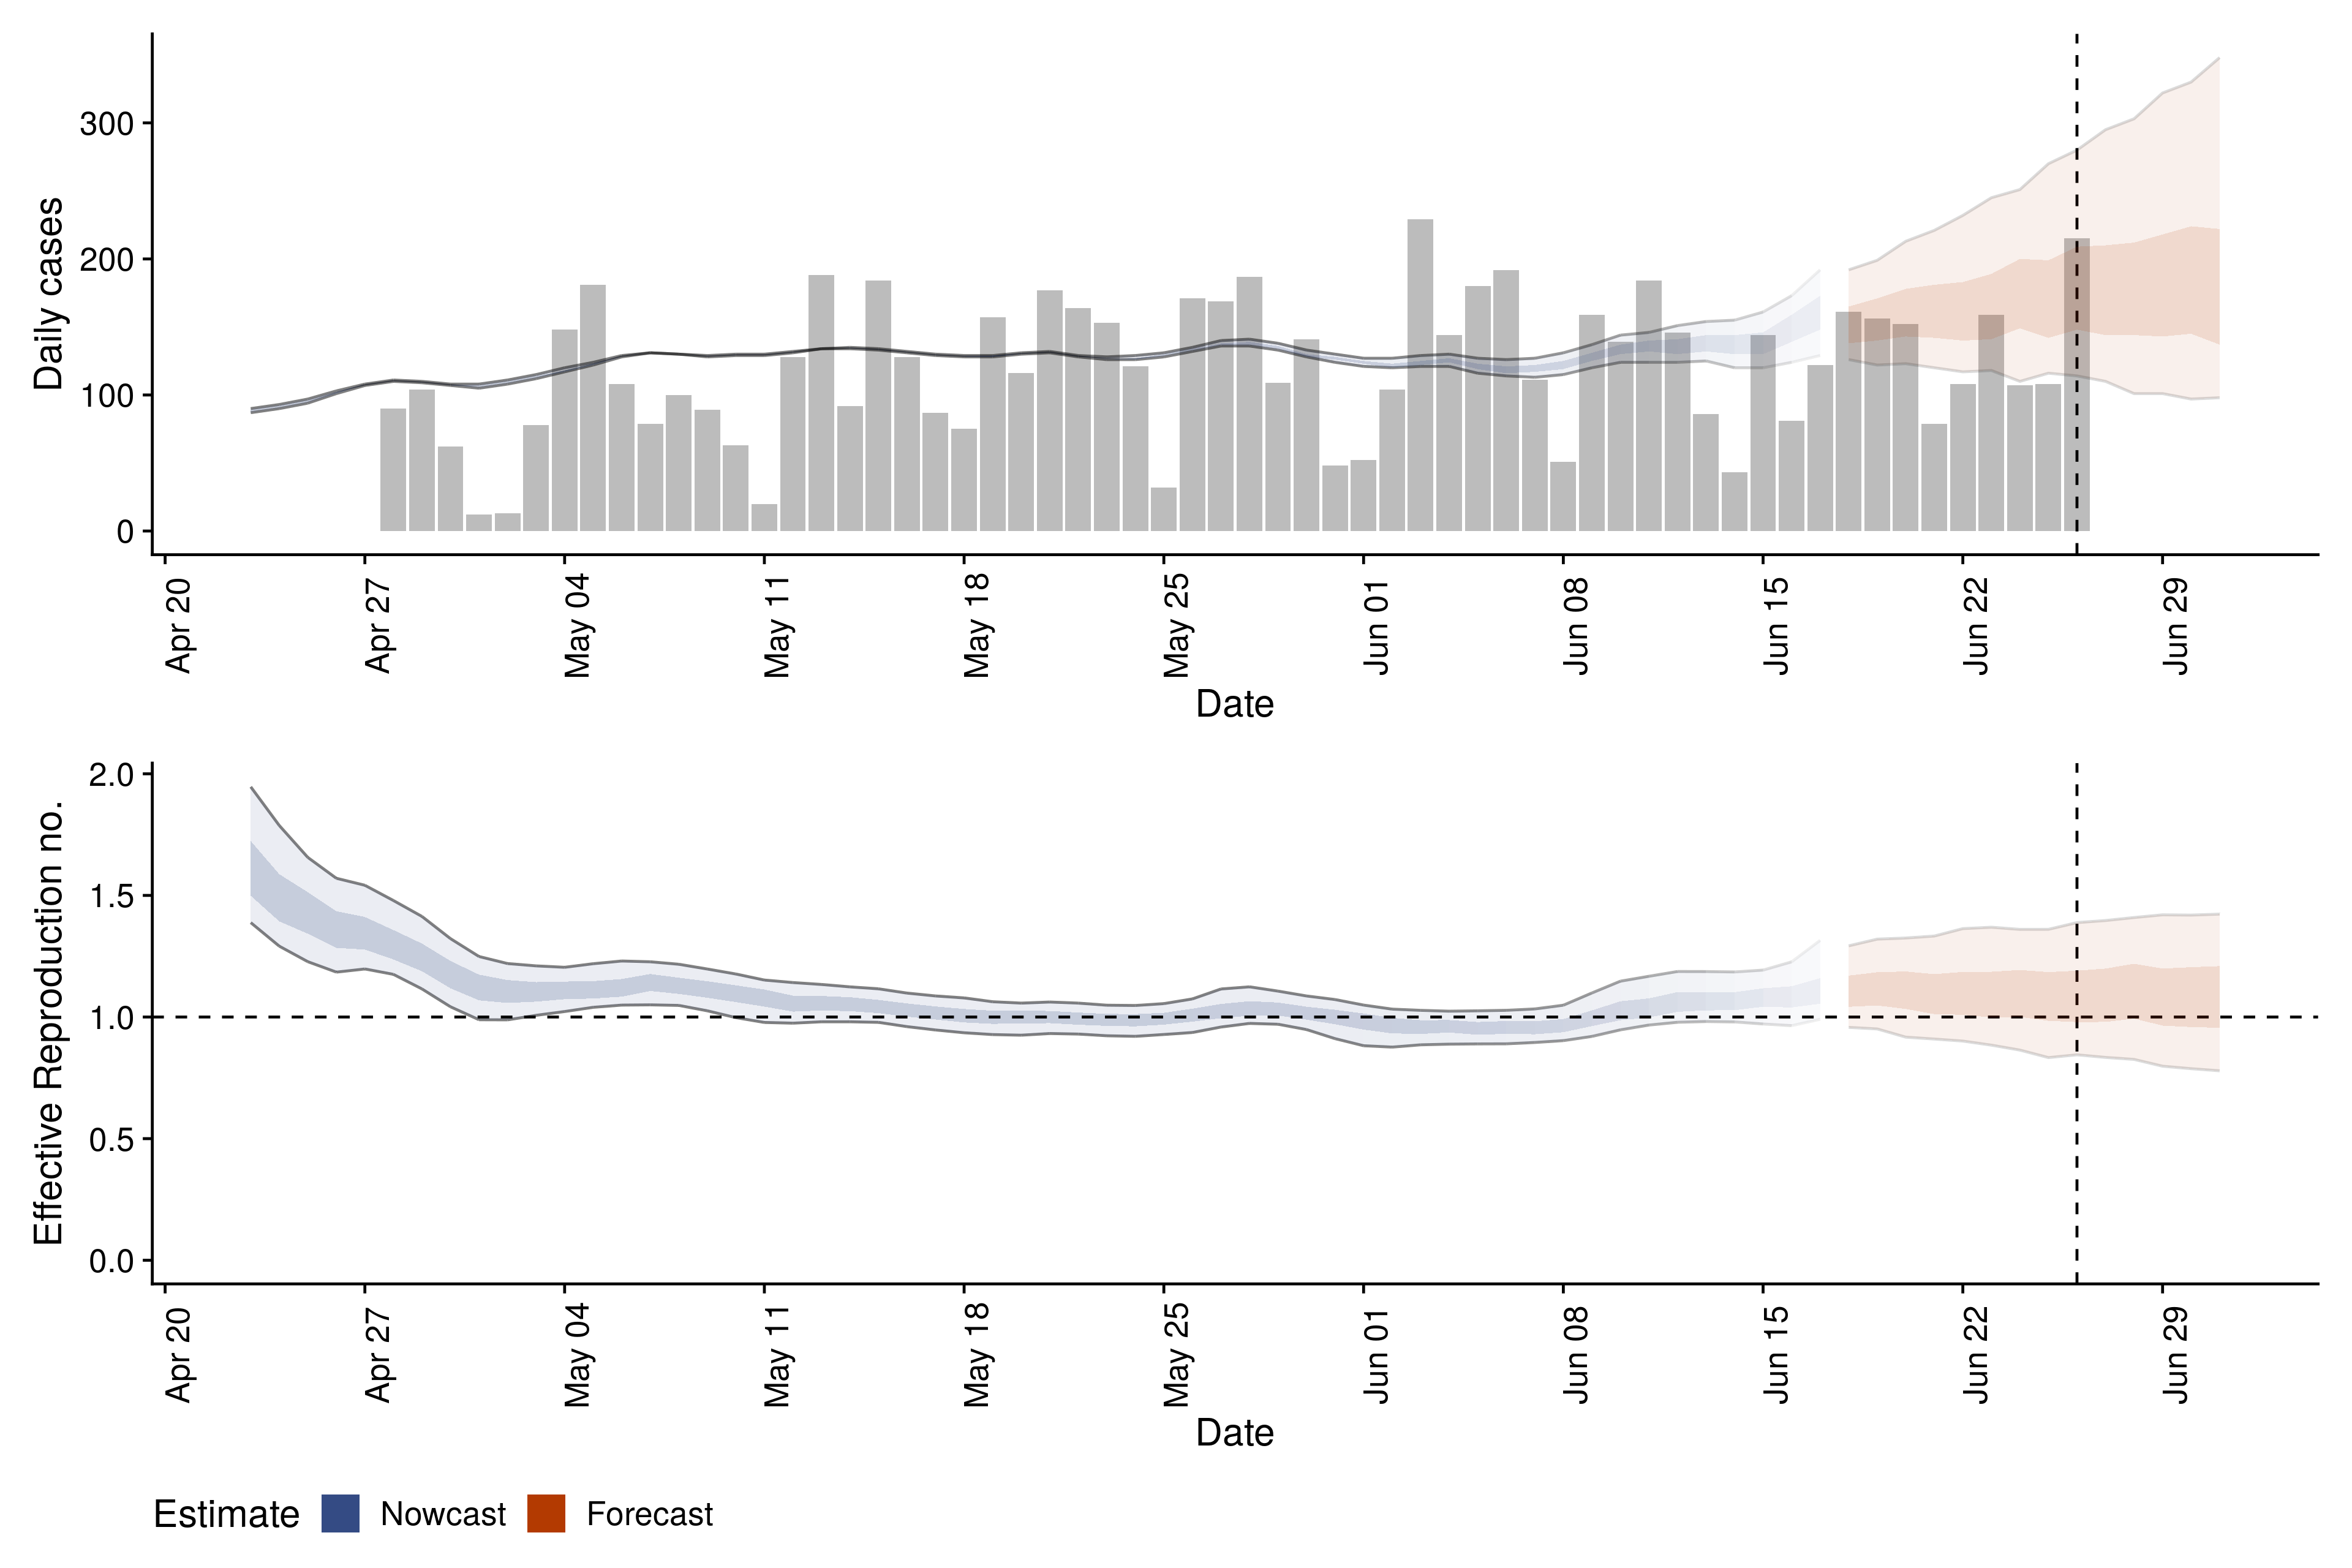 Daily cases
300
200
100
0
Apr 20 Apr 27 May 04 May 11 May 18 May 25 Jun 01 Jun 08 Jun 15 Jun 22 Jun 29
Date
Effective Reproduction no.
2.0
1.5
1.0
0.5
0.0
Apr 20 Apr 27 May 04 May 11 May 18 May 25 Jun 01 Jun 08 Jun 15 Jun 22 Jun 29
Date
Estimate Nowcast Forecast